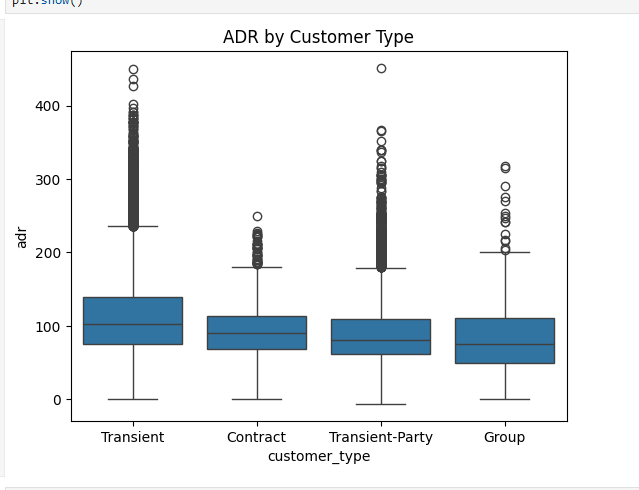 plt.show()
ADR by Customer Type
400
300
200
100
0
adr
Transient Contract Transient-Party Group
customer_type